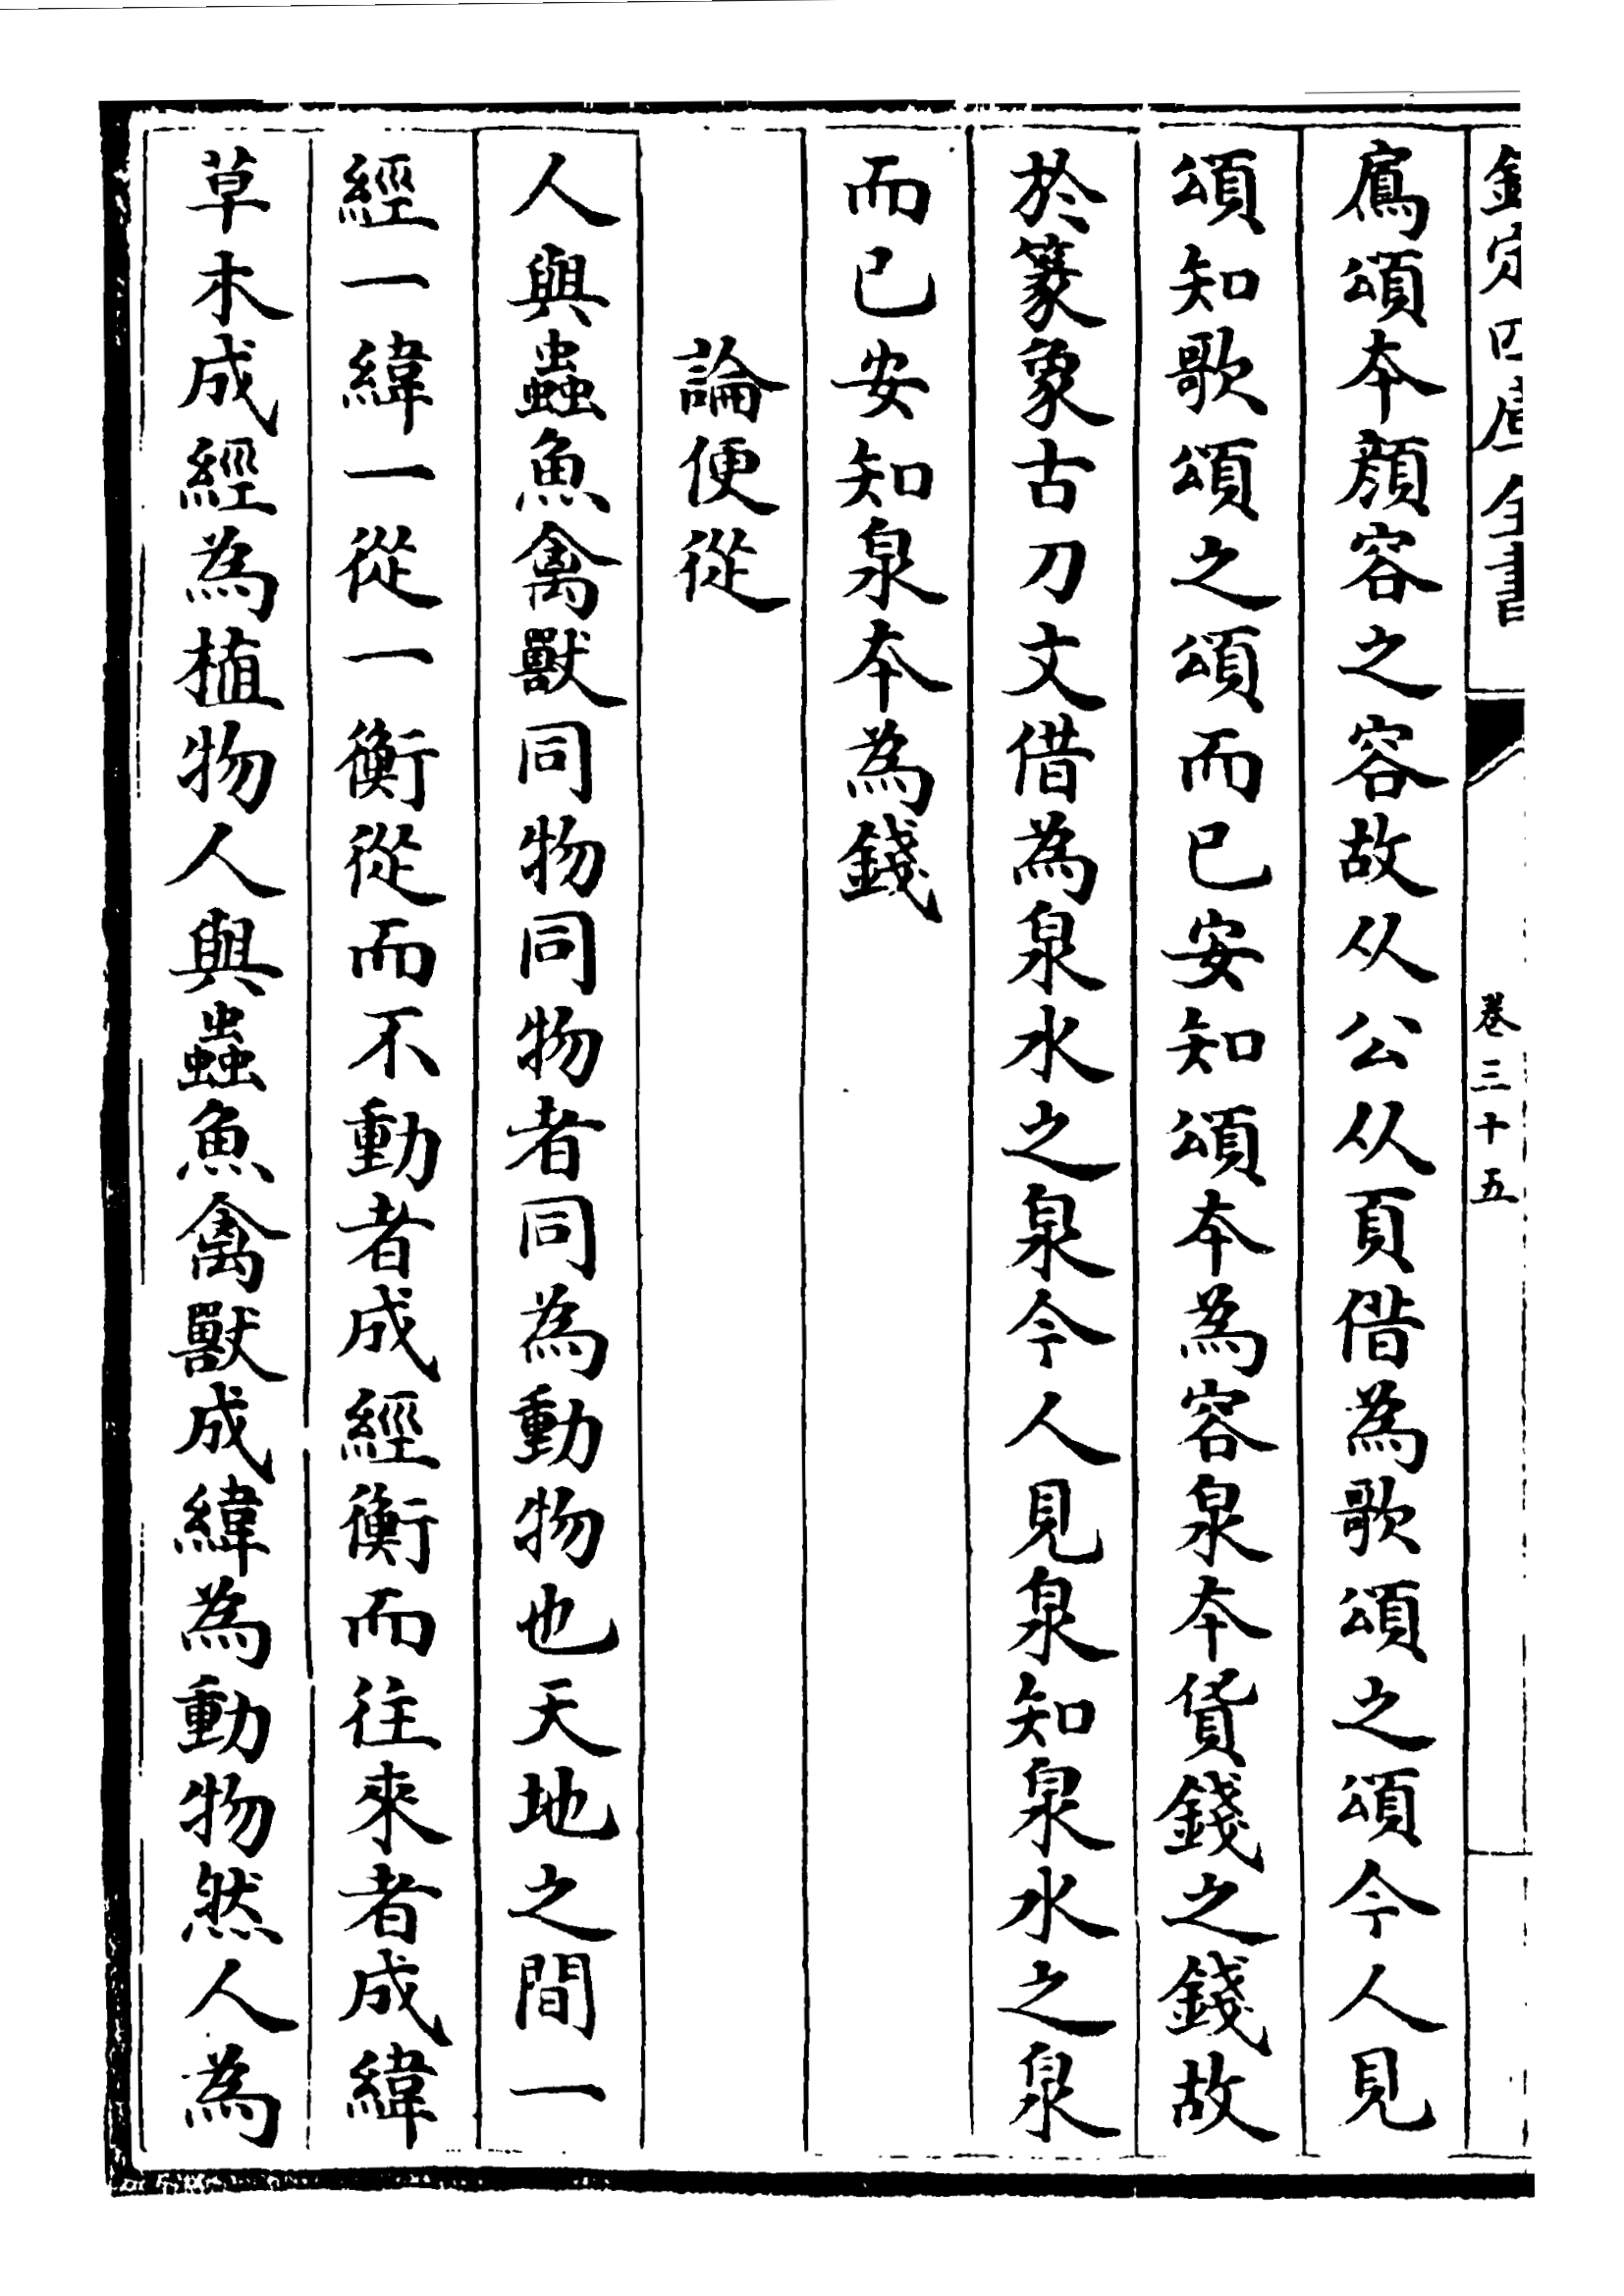 欽定四庫全書
卷三十五
鳫頌本顔容之容故从公从頁借為歌頌之頌今人見
頌知歌頌之頌而已安知頌本為容泉本貨錢之錢故
於篆象古刀文借為泉水之泉今人見泉知泉水之泉
而已安知泉本為錢
論便從
人與蟲魚禽獸同物同物者同為動物也天地之間一
經一緯一從一衡從而不動者成經衡而往來者成緯
草木成經為植物人與蟲魚禽獸成緯為動物然人為